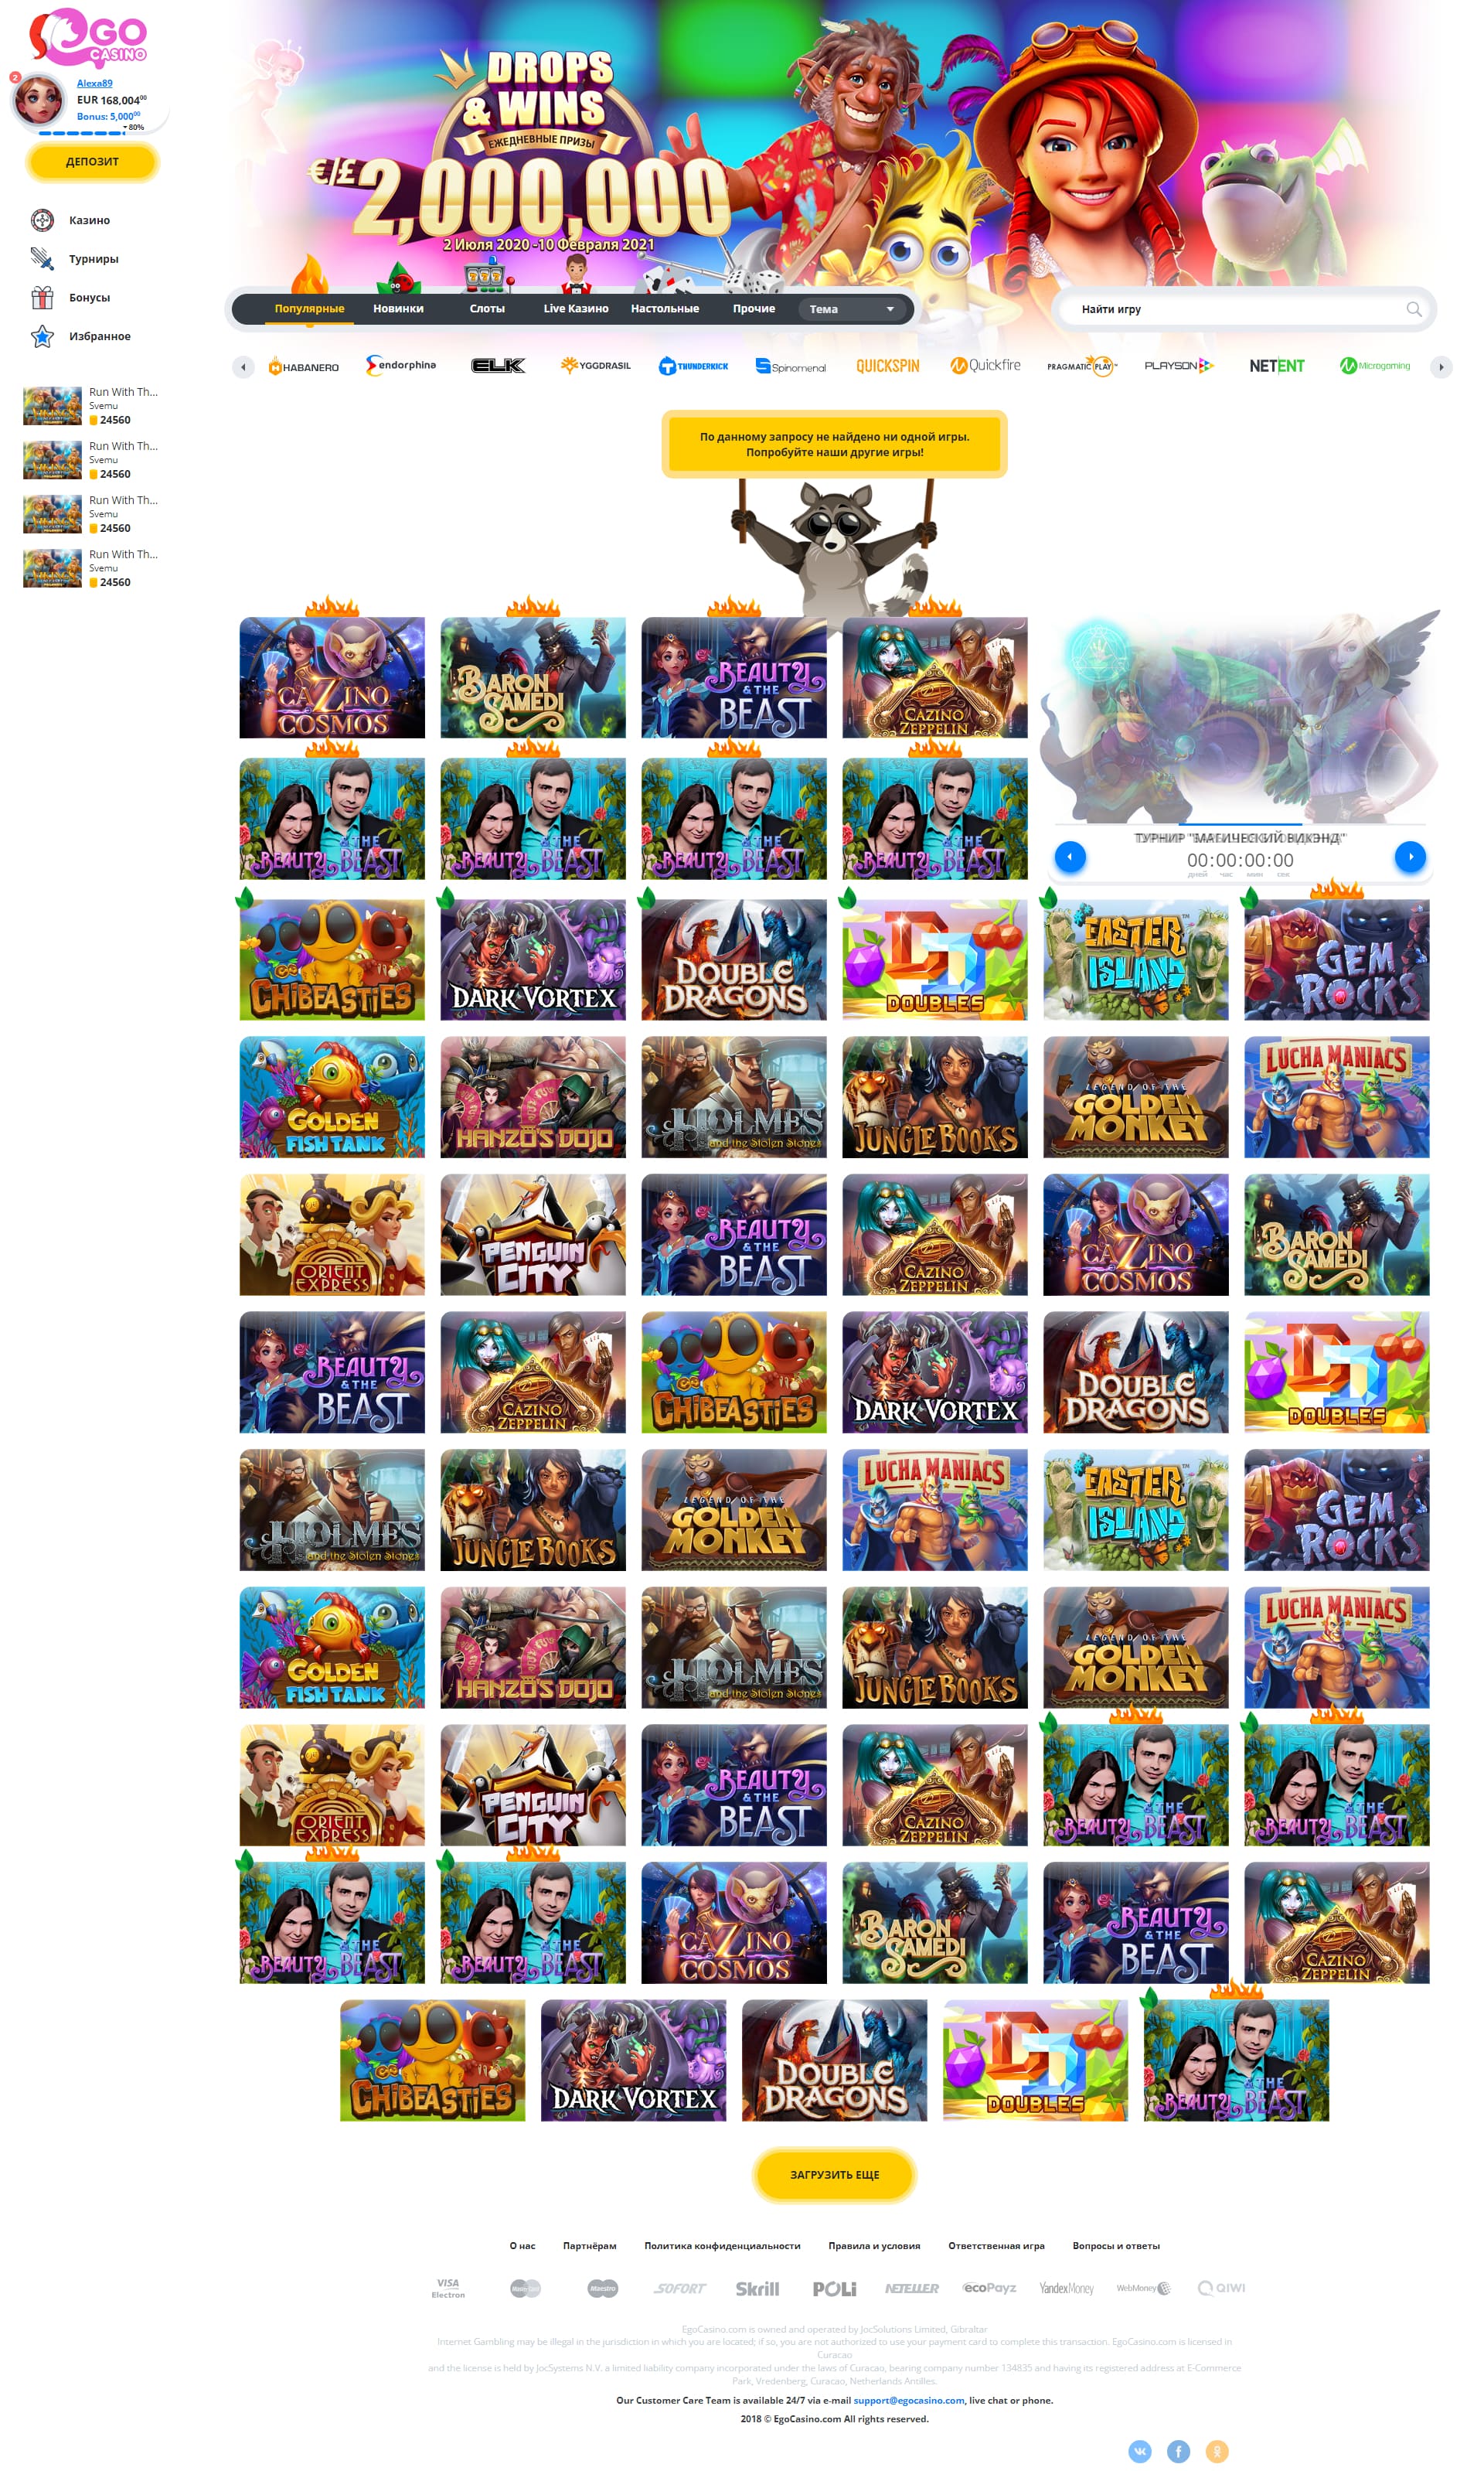 EGO
CASINO
2
Alexa89
EUR 168,004⁰⁰
Bonus: 5,000⁰⁰
80%
ДЕПОЗИТ
Казино
Турниры
Бонусы
Избранное
Run With Th...
Svemu
24560
Run With Th...
Svemu
24560
Run With Th...
Svemu
24560
Run With Th...
Svemu
24560
DROPS
& WINS
ЕЖЕДНЕВНЫЕ ПРИЗЫ
€/£2,000,000
2 Июля 2020 -10 Февраля 2021
Популярные Новинки Слоты Live Казино Настольные Прочие Тема
Найти игру
HABANERO endorphina ELK YGGDRASIL THUNDERKICK Spinomenal QUICKSPIN Quickfire PRAGMATIC PLAY PLAYSON NETENT Microgaming
По данному запросу не найдено ни одной игры.
Попробуйте наши другие игры!
CAZINO COSMOS
BARON SAMEDI
BEAUTY & THE BEAST
CAZINO ZEPPELIN
BEAUTY & THE BEAST
BEAUTY & THE BEAST
BEAUTY & THE BEAST
BEAUTY & THE BEAST
ТУРНИР "МАГИЧЕСКИЙ ВИКЭНД"
00:00:00:00
дней час мин сек
CHIBEASTIES
DARK VORTEX
DOUBLE DRAGONS
DOUBLES
EASTER ISLAND™
GEM ROCKS
GOLDEN FISH TANK
HANZO'S DOJO
HOLMES and the Stolen Stones
JUNGLE BOOKS
LEGEND OF THE GOLDEN MONKEY
LUCHA MANIACS
ORIENT EXPRESS
PENGUIN CITY
BEAUTY & THE BEAST
CAZINO ZEPPELIN
CAZINO COSMOS
BARON SAMEDI
BEAUTY & THE BEAST
CAZINO ZEPPELIN
CHIBEASTIES
DARK VORTEX
DOUBLE DRAGONS
DOUBLES
HOLMES and the Stolen Stones
JUNGLE BOOKS
LEGEND OF THE GOLDEN MONKEY
LUCHA MANIACS
EASTER ISLAND™
GEM ROCKS
GOLDEN FISH TANK
HANZO'S DOJO
HOLMES and the Stolen Stones
JUNGLE BOOKS
LEGEND OF THE GOLDEN MONKEY
LUCHA MANIACS
ORIENT EXPRESS
PENGUIN CITY
BEAUTY & THE BEAST
CAZINO ZEPPELIN
BEAUTY & THE BEAST
BEAUTY & THE BEAST
BEAUTY & THE BEAST
BEAUTY & THE BEAST
CAZINO COSMOS
BARON SAMEDI
BEAUTY & THE BEAST
CAZINO ZEPPELIN
CHIBEASTIES
DARK VORTEX
DOUBLE DRAGONS
DOUBLES
BEAUTY & THE BEAST
ЗАГРУЗИТЬ ЕЩЕ
О нас Партнёрам Политика конфиденциальности Правила и условия Ответственная игра Вопросы и ответы
VISA Electron MasterCard Maestro SOFORT Skrill POLi NETELLER ecoPayz YandexMoney WebMoney QIWI
EgoCasino.com is owned and operated by JocSolutions Limited, Gibraltar
Internet Gambling may be illegal in the jurisdiction in which you are located; if so, you are not authorized to use your payment card to complete this transaction. EgoCasino.com is licensed in
Curacao
and the license is held by JocSystems N.V. a limited liability company incorporated under the laws of Curacao, bearing company number 134835 and having its registered address at E-Commerce
Park, Vredenberg, Curacao, Netherlands Antilles.
Our Customer Care Team is available 24/7 via e-mail support@egocasino.com, live chat or phone.
2018 © EgoCasino.com All rights reserved.